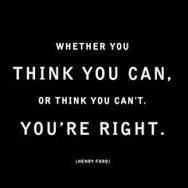 WHETHER YOU
THINK YOU CAN,
OR THINK YOU CAN'T.
YOU'RE RIGHT.
(HENRY FORD)